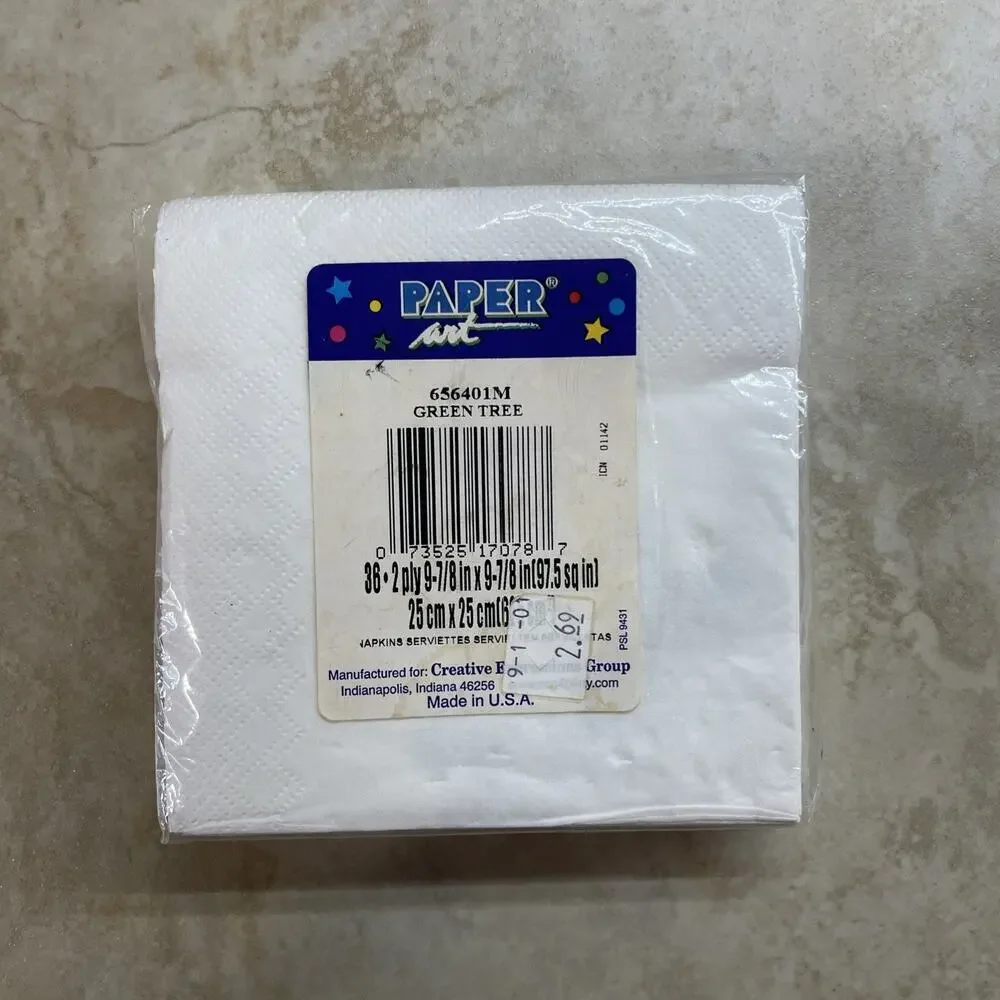 PAPER®
art
656401M
GREEN TREE
ICN 01142
0 73525 17078 7
36 • 2 ply 9-7/8 in x 9-7/8 in (97.5 sq in)
25 cm x 25 cm
NAPKINS SERVIETTES
PSL 9431
9-1 -01
2.69
Manufactured for: Creative Group
Indianapolis, Indiana 46256
Made in U.S.A.